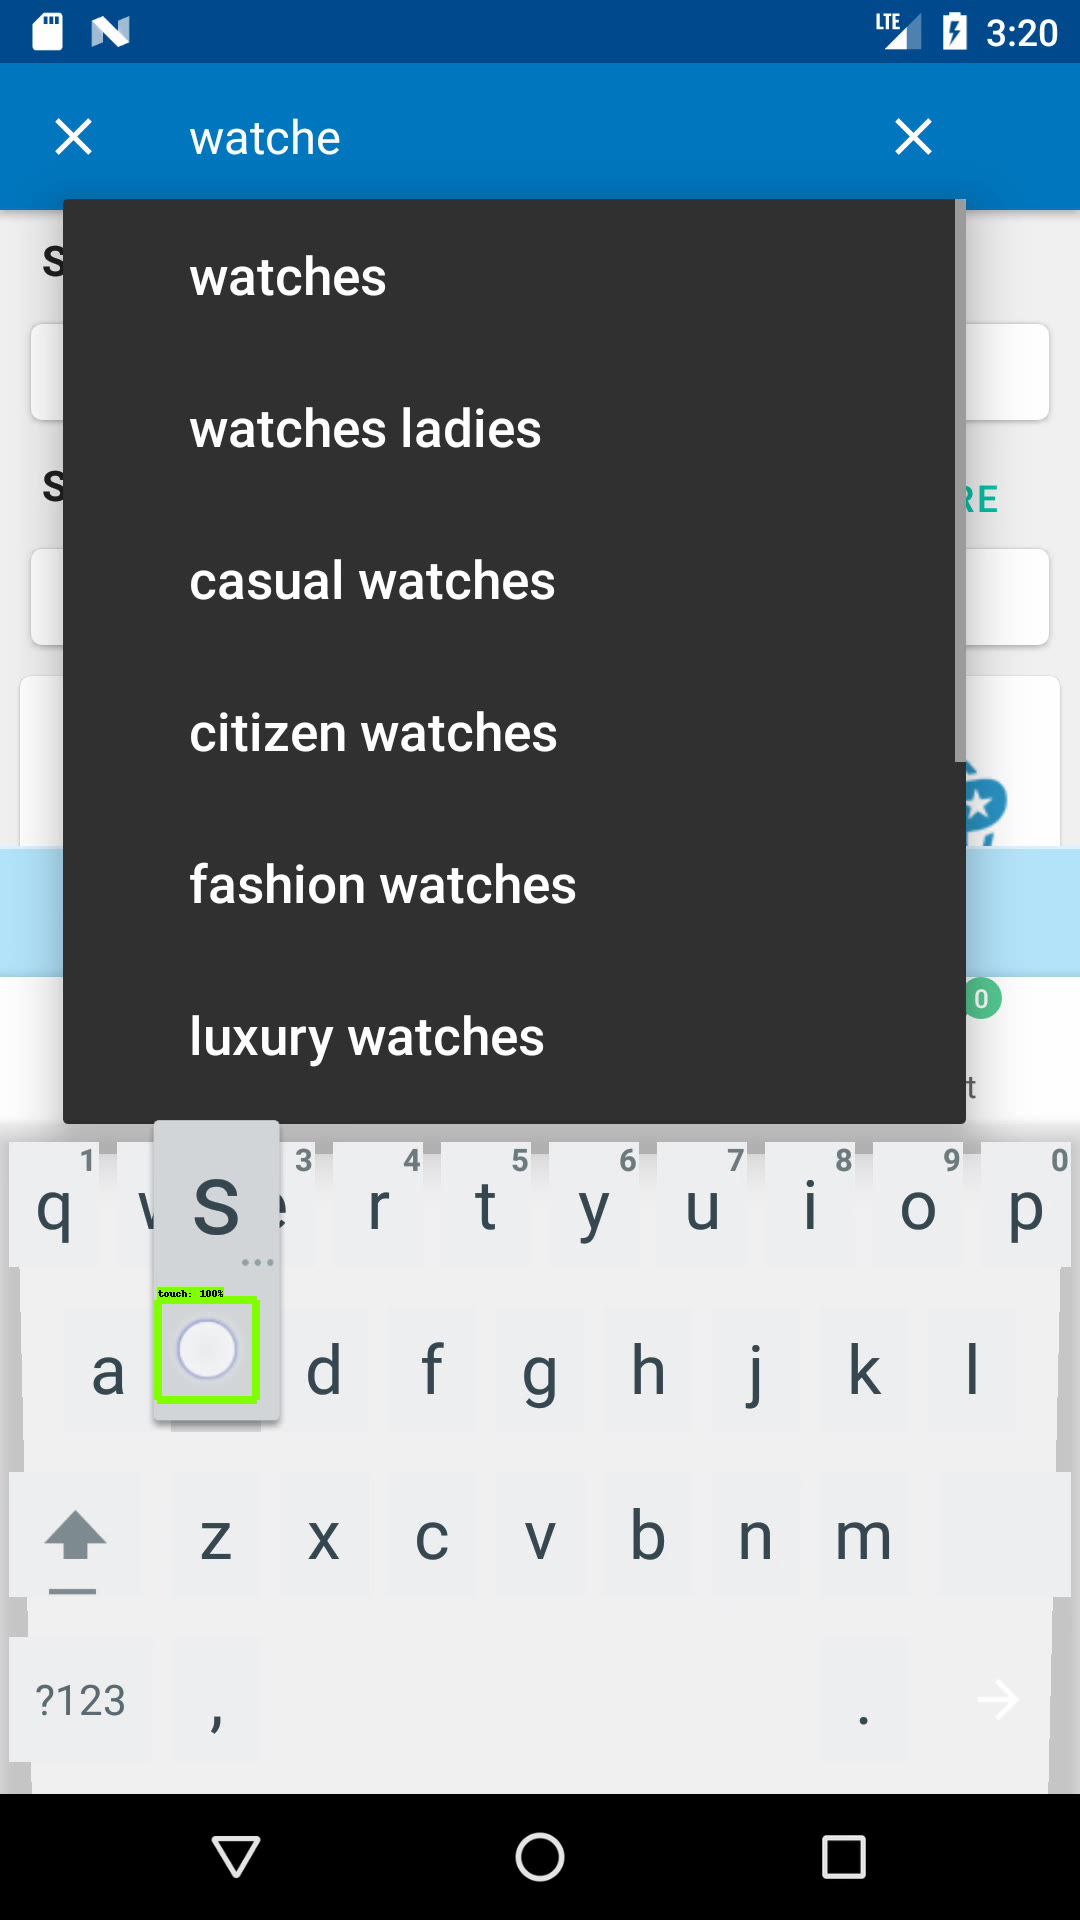 LTE 3:20
watche
S
watches
watches ladies
S
RE
casual watches
citizen watches
fashion watches
0
luxury watches
t
1 3 4 5 6 7 8 9 0
q w s e r t y u i o p
touch: 100%
a d f g h j k l
z x c v b n m
?123 , .